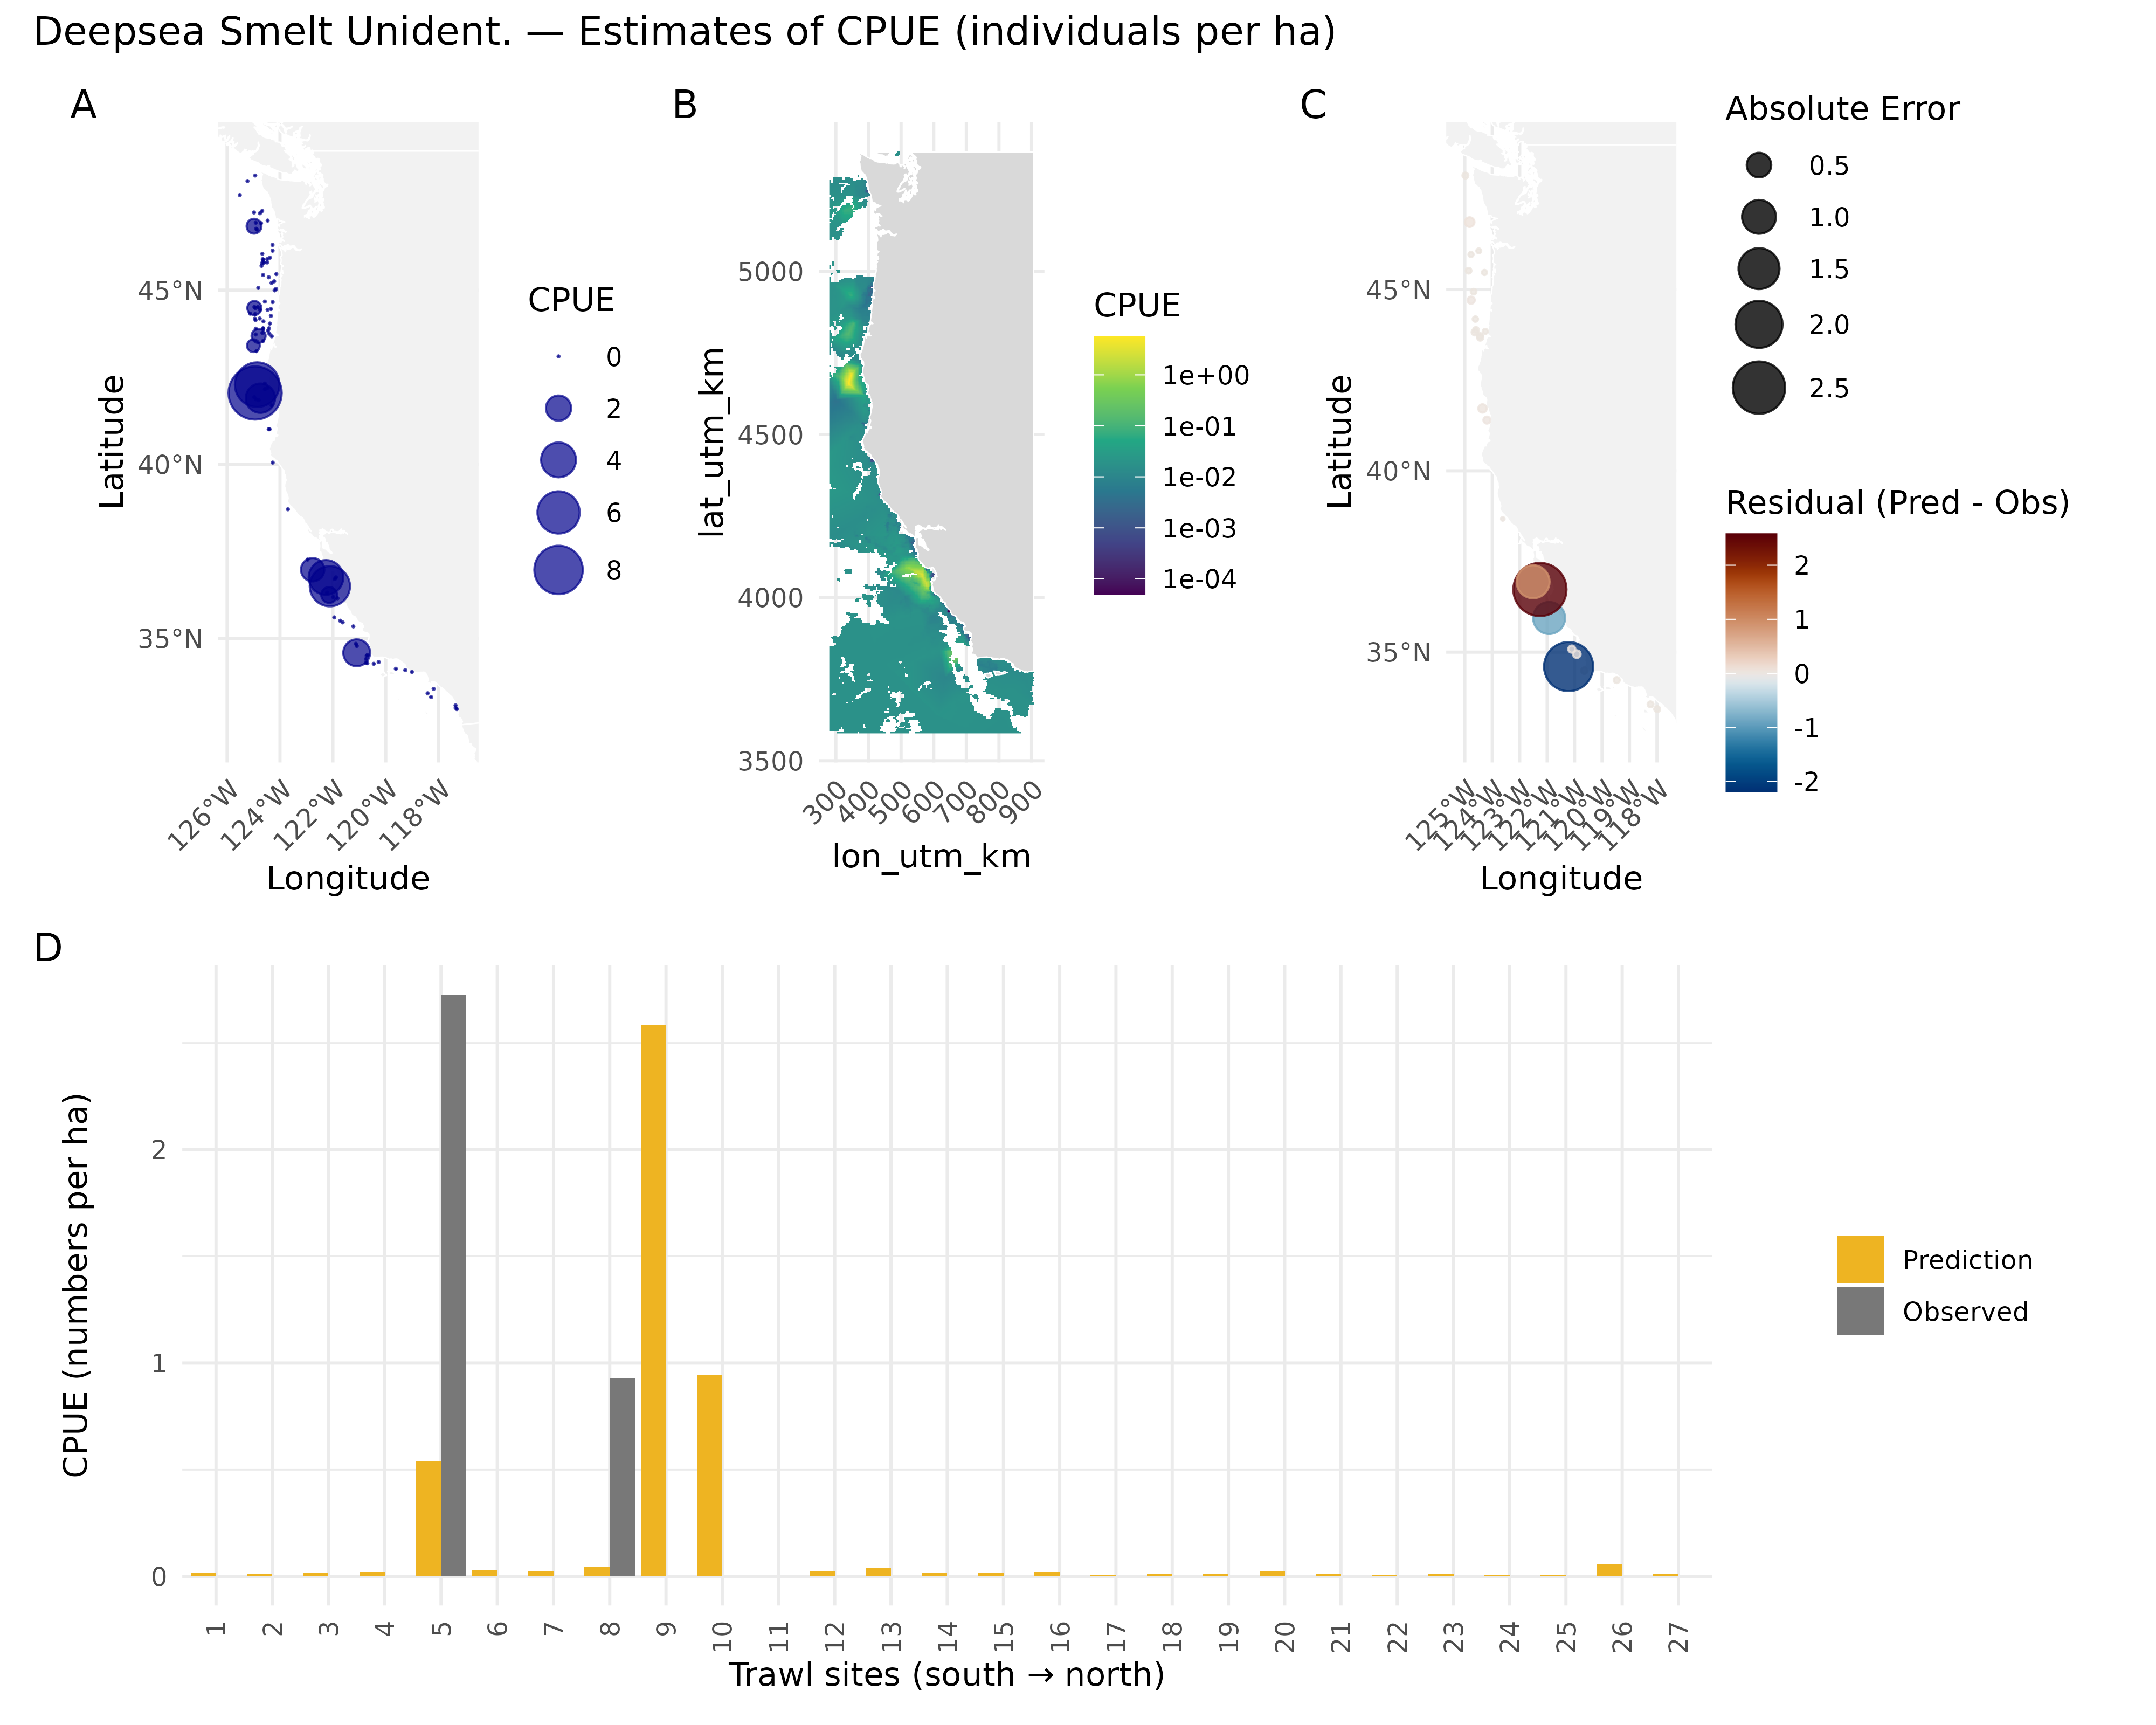 Deepsea Smelt Unident. — Estimates of CPUE (individuals per ha)
A
Latitude
45°N
40°N
35°N
126°W
124°W
122°W
120°W
118°W
Longitude
CPUE
0
2
4
6
8
B
lat_utm_km
5000
4500
4000
3500
300
400
500
600
700
800
900
lon_utm_km
CPUE
1e+00
1e-01
1e-02
1e-03
1e-04
C
Latitude
45°N
40°N
35°N
125°W
124°W
123°W
122°W
121°W
120°W
119°W
118°W
Longitude
Absolute Error
0.5
1.0
1.5
2.0
2.5
Residual (Pred - Obs)
2
1
0
-1
-2
D
CPUE (numbers per ha)
2
1
0
1
2
3
4
5
6
7
8
9
10
11
12
13
14
15
16
17
18
19
20
21
22
23
24
25
26
27
Trawl sites (south → north)
Prediction
Observed